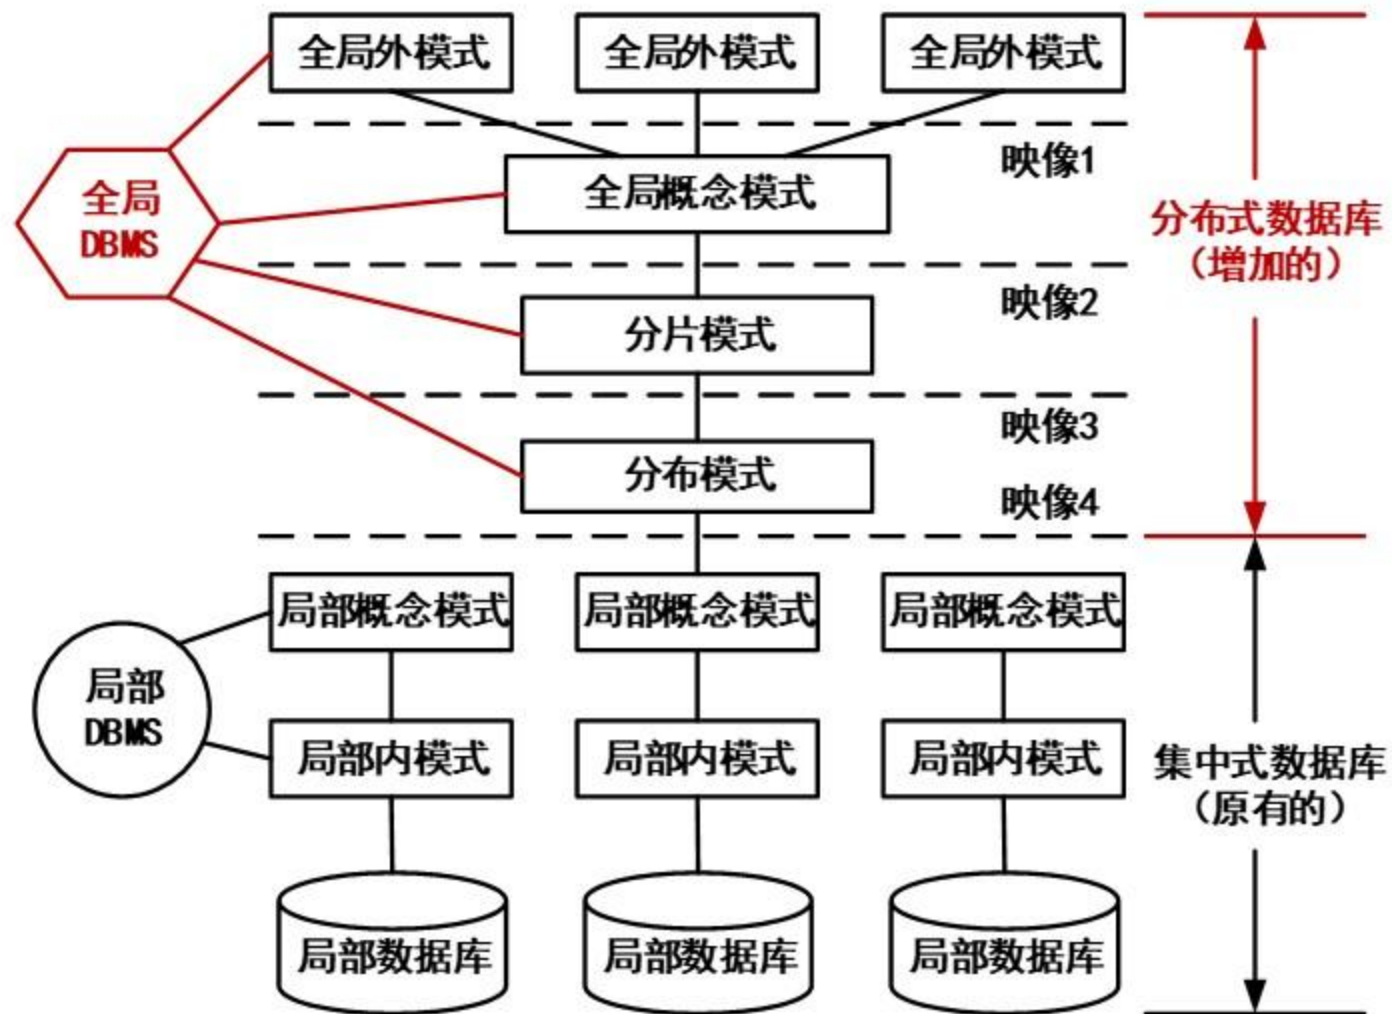 全局外模式
全局外模式
全局外模式
映像1
全局概念模式
全局
DBMS
分布式数据库
（增加的）
映像2
分片模式
映像3
分布模式
映像4
局部概念模式
局部概念模式
局部概念模式
局部
DBMS
局部内模式
局部内模式
局部内模式
集中式数据库
（原有的）
局部数据库
局部数据库
局部数据库